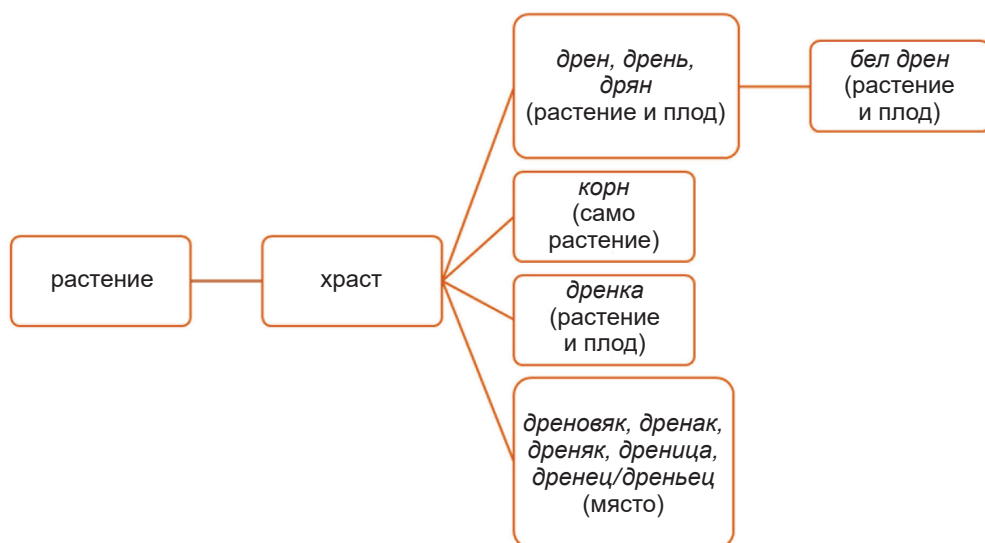 растение
храст
дрен, дрень,
дрян
(растение и плод)
бел дрен
(растение
и плод)
корн
(само
растение)
дренка
(растение
и плод)
дреновяк, дренак,
дреняк, дреница,
дренец/дреньец
(място)